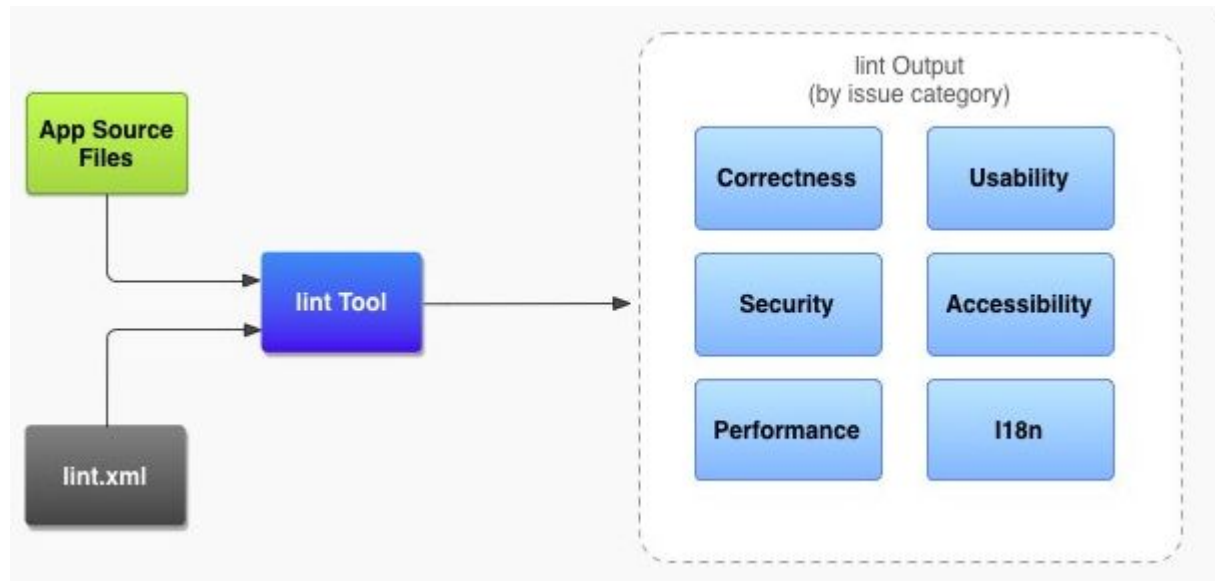 App Source
Files
lint Tool
lint.xml
lint Output
(by issue category)
Correctness
Usability
Security
Accessibility
Performance
I18n